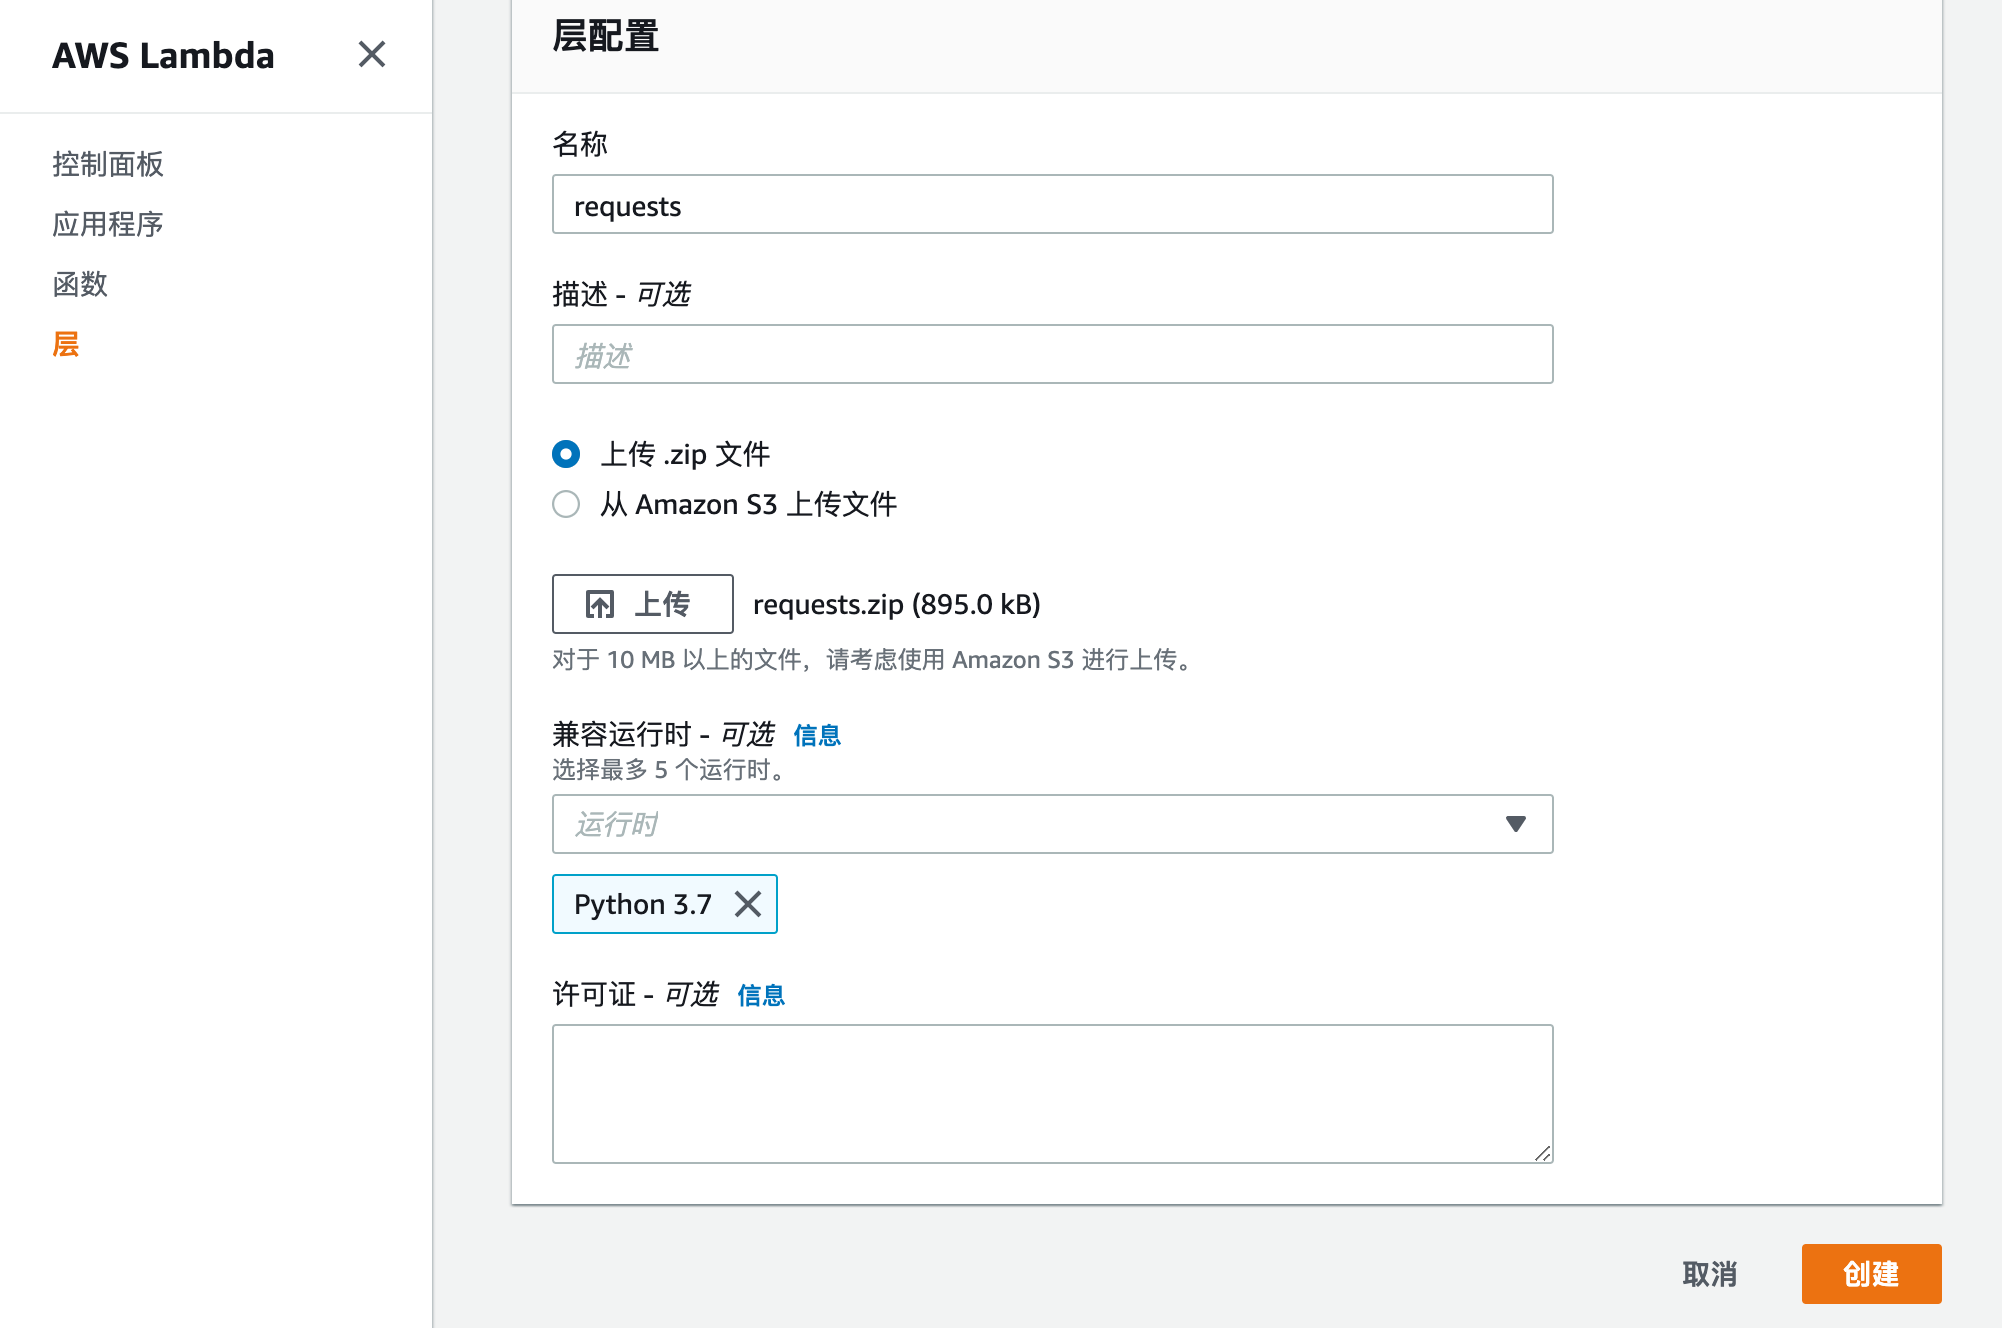 AWS Lambda
控制面板
应用程序
函数
层
层配置
名称
requests
描述 - 可选
描述
上传 .zip 文件
从 Amazon S3 上传文件
上传 requests.zip (895.0 kB)
对于 10 MB 以上的文件，请考虑使用 Amazon S3 进行上传。
兼容运行时 - 可选 信息
选择最多 5 个运行时。
运行时
Python 3.7
许可证 - 可选 信息
取消 创建